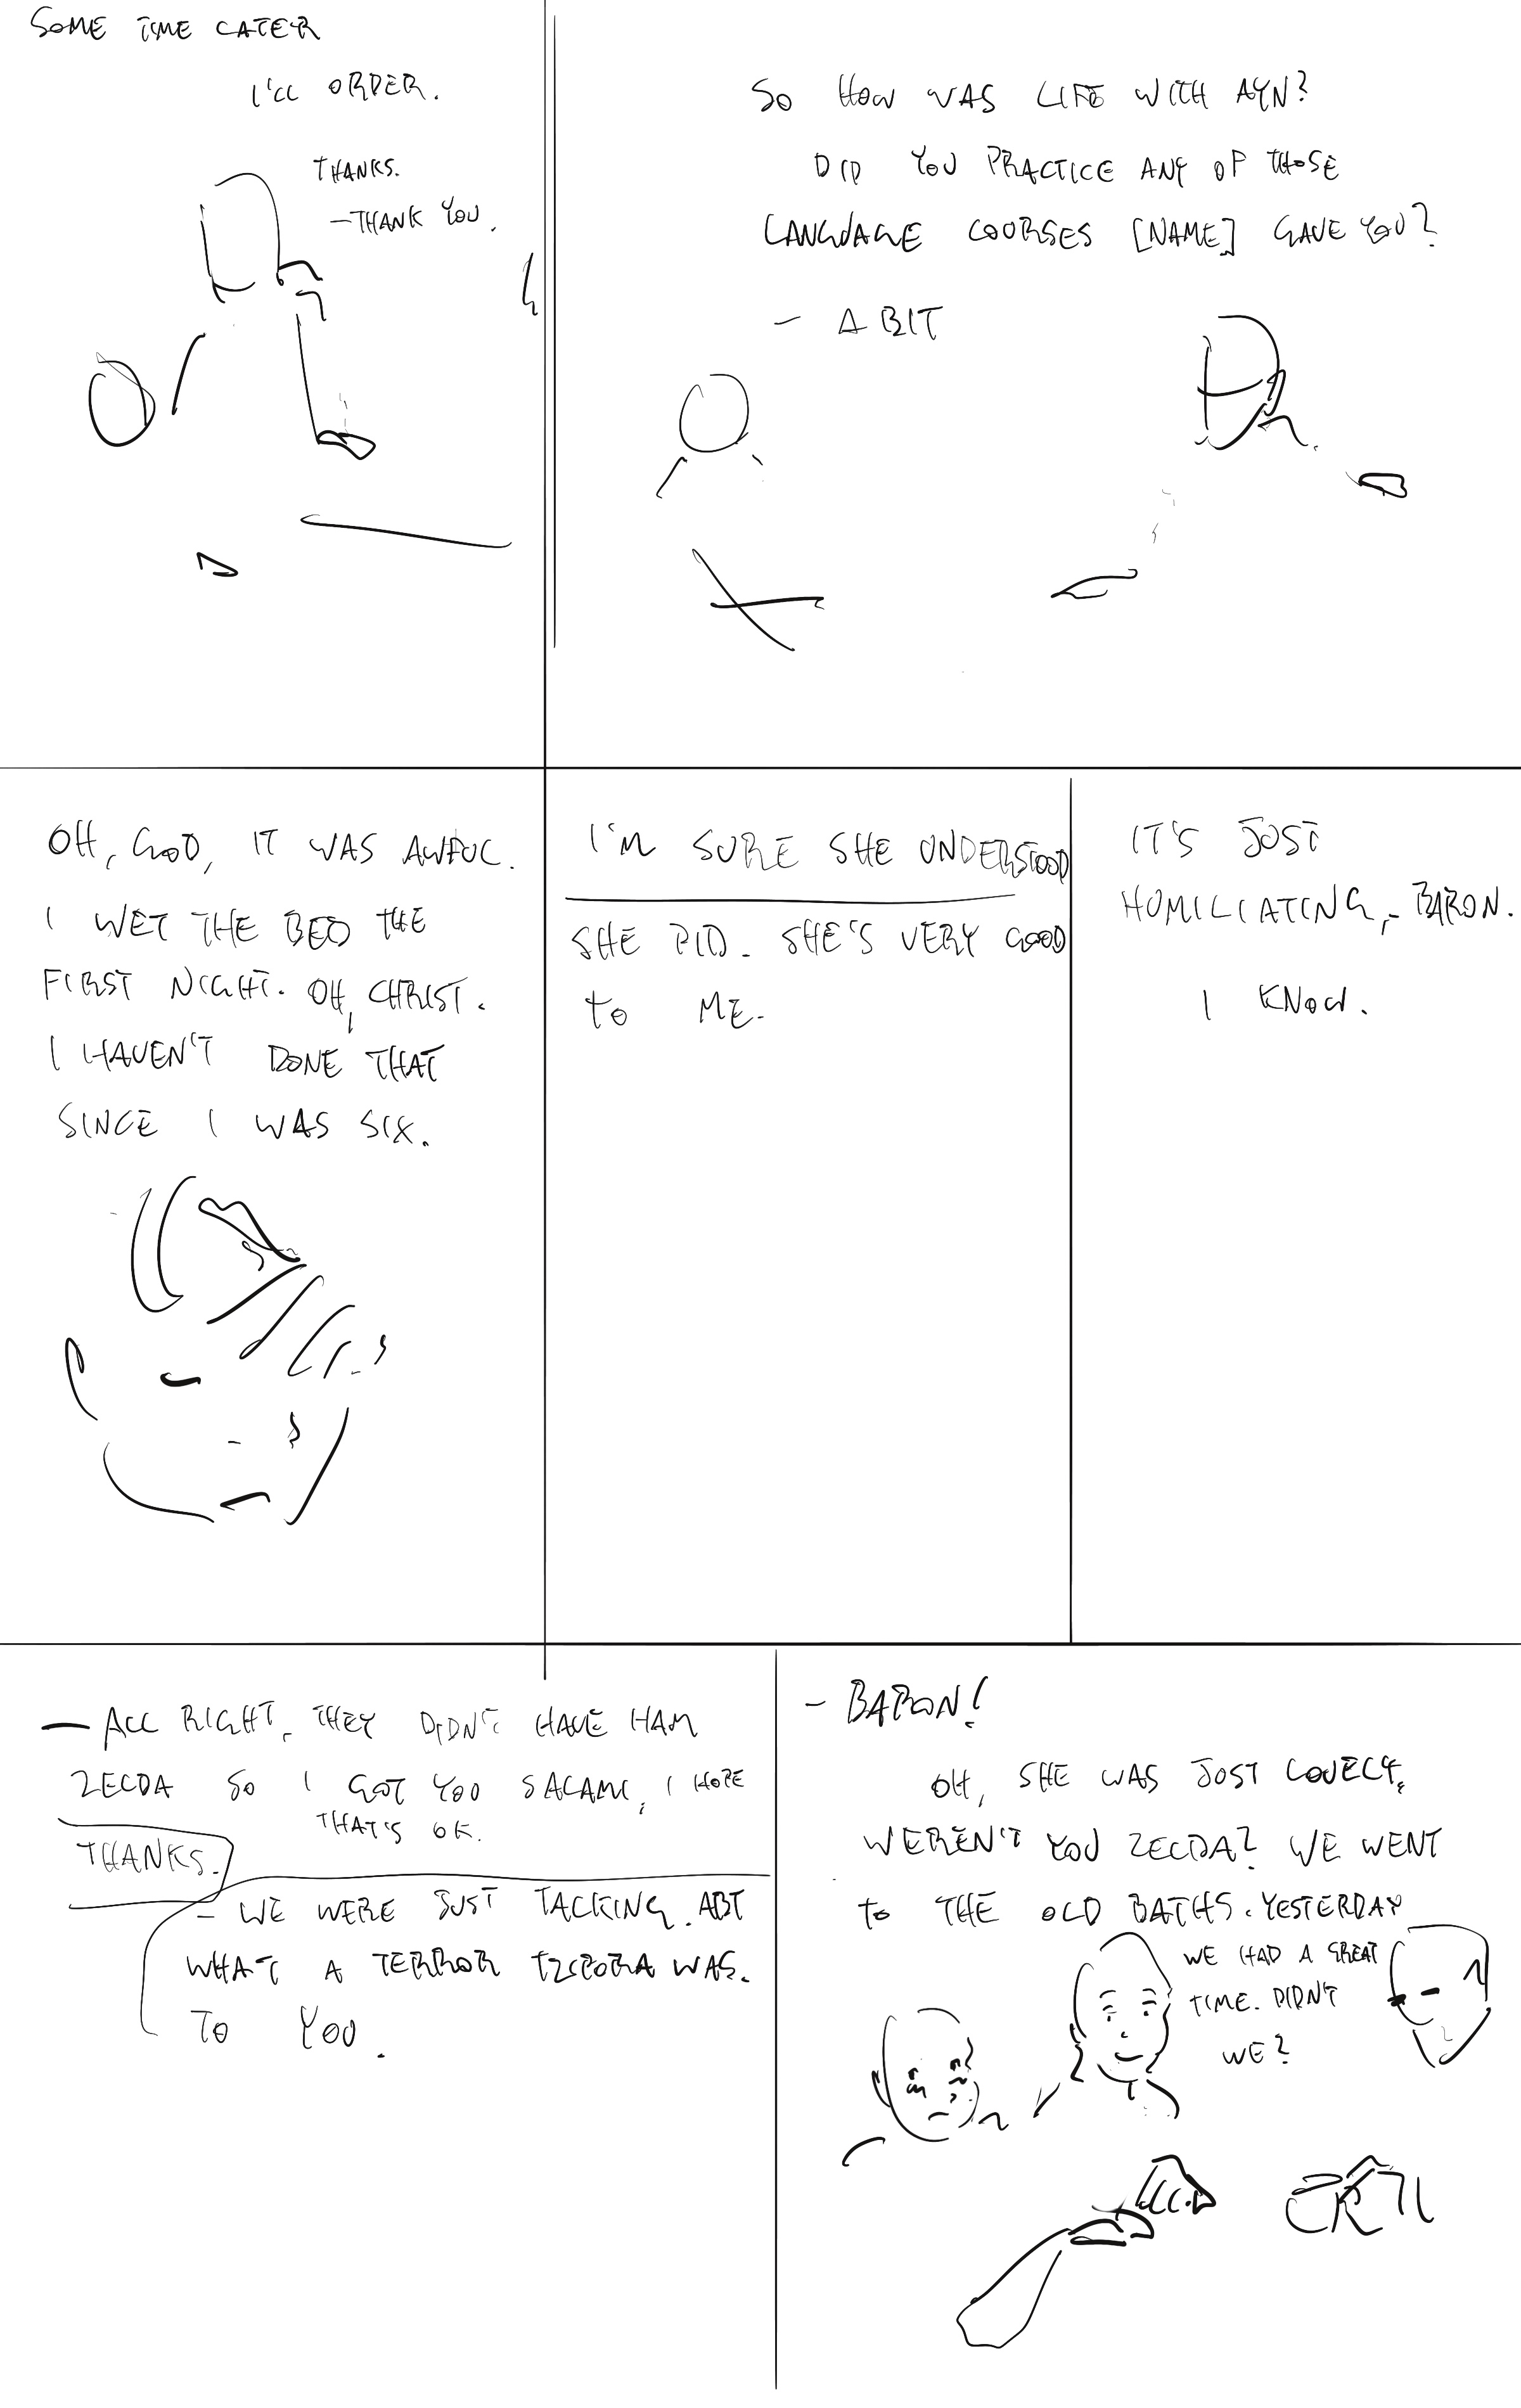 SOME TIME LATER
I'LL ORDER.
THANKS.
- THANK YOU.
SO HOW WAS LIFE WITH AYN?
DID YOU PRACTICE ANY OF THOSE
LANGUAGE COURSES [NAME] GAVE YOU?
- A BIT
OH, GOD, IT WAS AWFUL.
I WET THE BED THE
FIRST NIGHT. OH, CHRIST.
I HAVEN'T DONE THAT
SINCE I WAS SIX.
I'M SURE SHE UNDERSTOOD
SHE DID. SHE'S VERY GOOD
TO ME.
IT'S JUST
HUMILIATING, - BARON.
I KNOW.
- ALL RIGHT. THEY DIDN'T HAVE HAM
ZELDA SO I GOT YOU SALAMI, I HOPE
THAT'S OK.
THANKS.
- WE WERE JUST TALKING ABT
WHAT A TERROR WAS.
TO YOU.
- BARON!
OH, SHE WAS JUST LOVELY,
WEREN'T YOU ZELDA? WE WENT
TO THE OLD BATHS. YESTERDAY
WE HAD A GREAT
TIME. DIDN'T
WE?